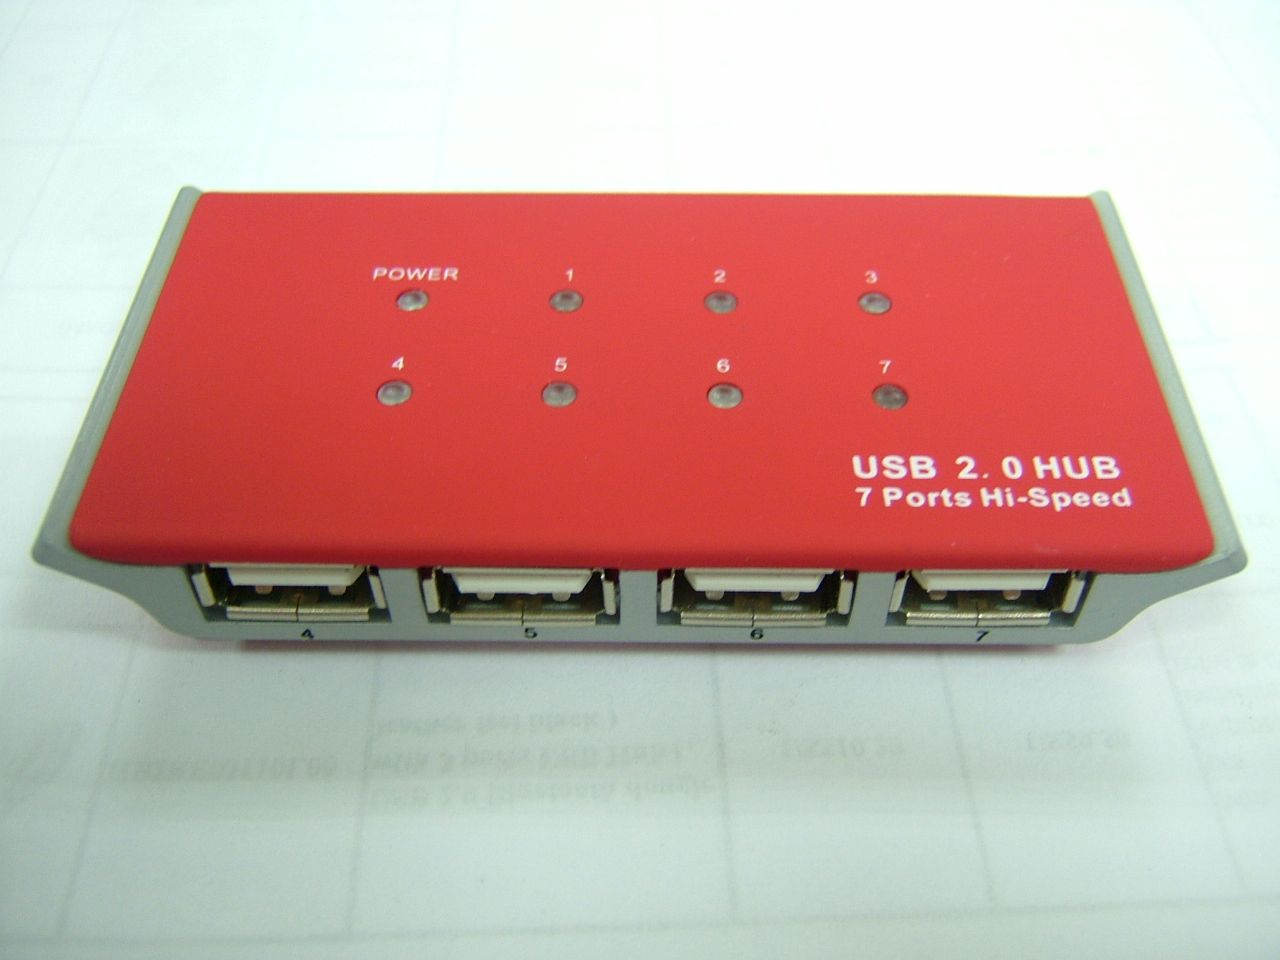 POWER 1 2 3
4 5 6 7
USB 2.0 HUB
7 Ports Hi-Speed
4 5 6 7